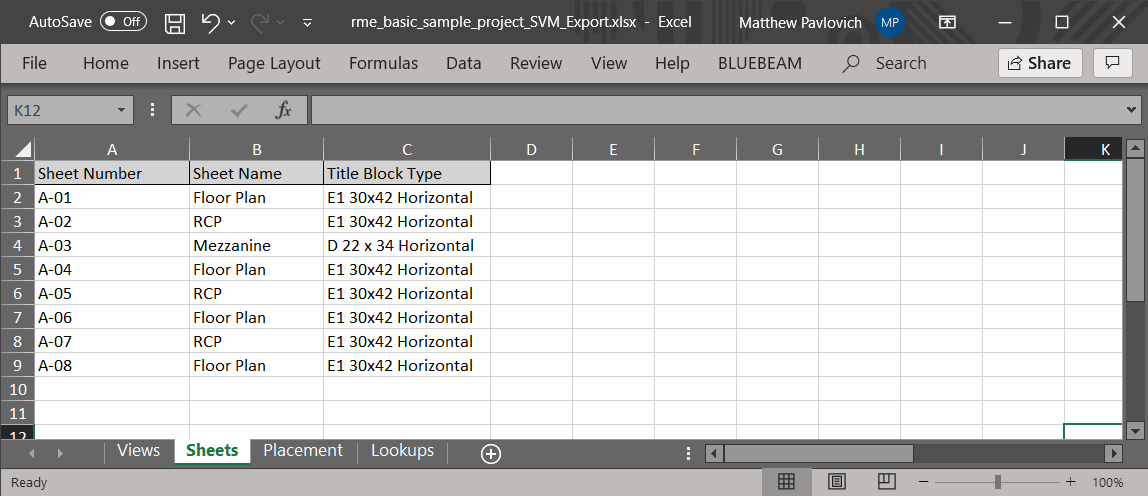 AutoSave Off rme_basic_sample_project_SVM_Export.xlsx - Excel Matthew Pavlovich MP
File Home Insert Page Layout Formulas Data Review View Help BLUEBEAM Search Share
K12 fx
A B C D E F G H I J K
1 Sheet Number Sheet Name Title Block Type
2 A-01 Floor Plan E1 30x42 Horizontal
3 A-02 RCP E1 30x42 Horizontal
4 A-03 Mezzanine D 22 x 34 Horizontal
5 A-04 Floor Plan E1 30x42 Horizontal
6 A-05 RCP E1 30x42 Horizontal
7 A-06 Floor Plan E1 30x42 Horizontal
8 A-07 RCP E1 30x42 Horizontal
9 A-08 Floor Plan E1 30x42 Horizontal
10
11
12
Views Sheets Placement Lookups
Ready 100%